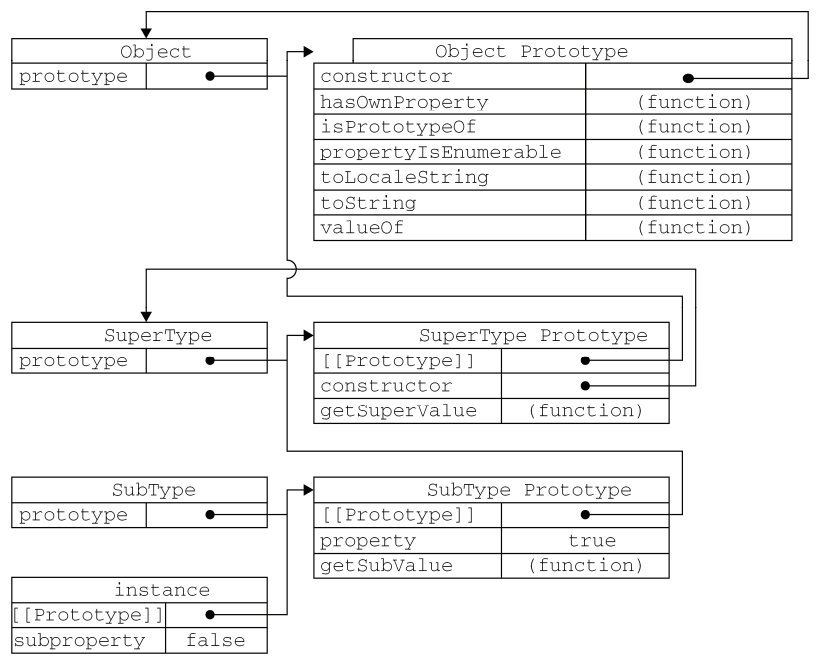 Object
prototype
Object Prototype
constructor
hasOwnProperty (function)
isPrototypeOf (function)
propertyIsEnumerable (function)
toLocaleString (function)
toString (function)
valueOf (function)
SuperType
prototype
SuperType Prototype
[[Prototype]]
constructor
getSuperValue (function)
SubType
prototype
SubType Prototype
[[Prototype]]
property true
getSubValue (function)
instance
[[Prototype]]
subproperty false